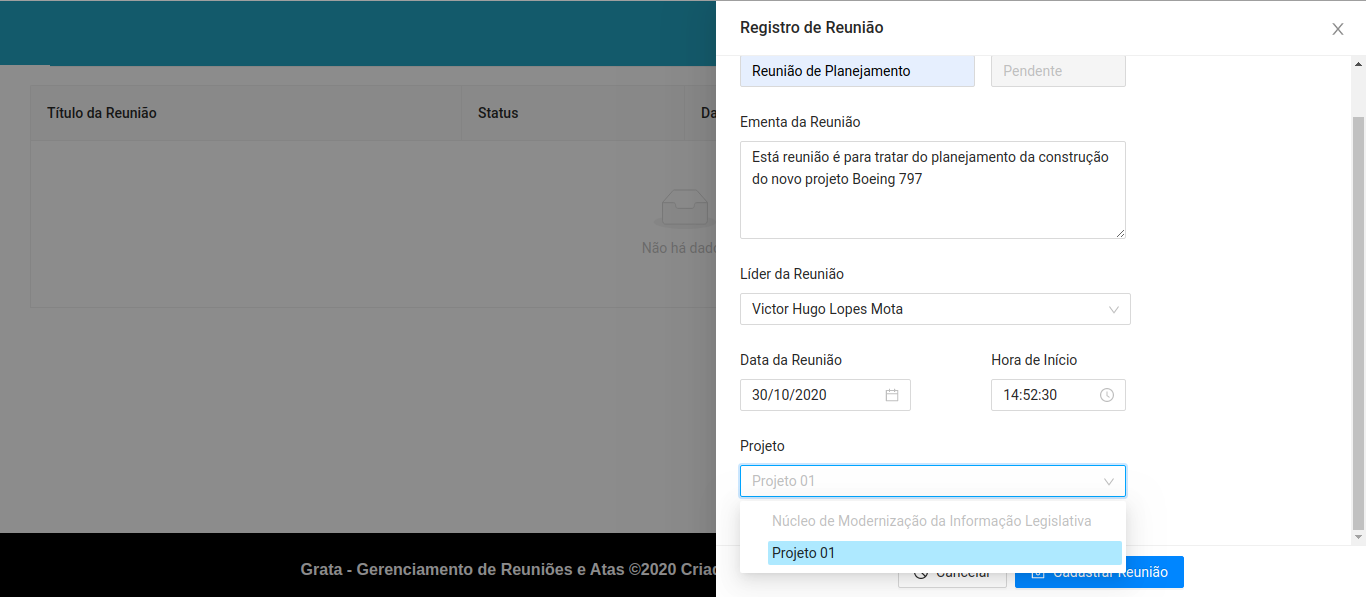 Registro de Reunião
Reunião de Planejamento
Pendente
Título da Reunião
Status
Da
Ementa da Reunião
Está reunião é para tratar do planejamento da construção
do novo projeto Boeing 797
Não há dado
Líder da Reunião
Victor Hugo Lopes Mota
Data da Reunião
Hora de Início
30/10/2020
14:52:30
Projeto
Projeto 01
Núcleo de Modernização da Informação Legislativa
Projeto 01
Cancelar
Cadastrar Reunião
Grata - Gerenciamento de Reuniões e Atas ©2020 Criad